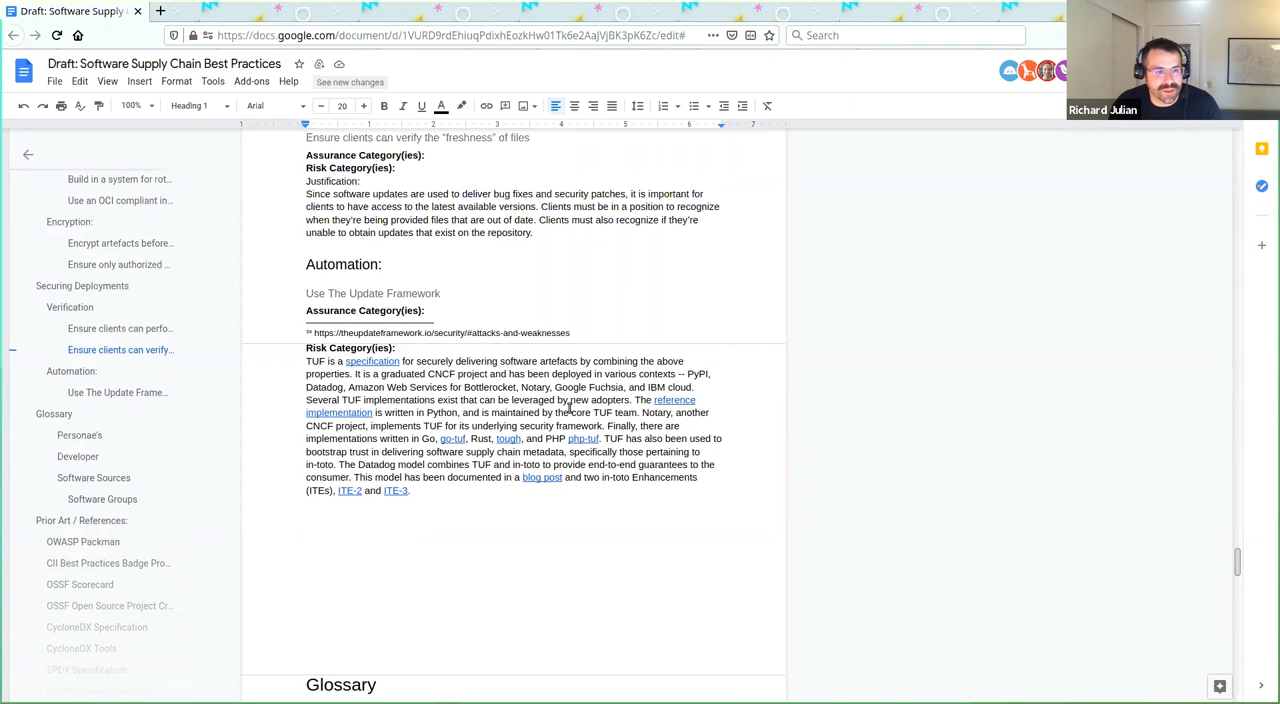 Draft: Software Supply C
https://docs.google.com/document/d/1VURD9rdEhiuqPdixhEozkHw01Tk6e2AaJVjBK3pK6Zc/edit#
Search
Draft: Software Supply Chain Best Practices
File Edit View Insert Format Tools Add-ons Help See new changes
100% Heading 1 Arial 20 B I U A
Richard Julian
1 1 2 3 4 5 6 7
Build in a system for rot...
Use an OCI compliant in...
Encryption:
Encrypt artefacts before...
Ensure only authorized ...
Securing Deployments
Verification
Ensure clients can perfo...
Ensure clients can verify...
Automation:
Use The Update Frame...
Glossary
Personae's
Developer
Software Sources
Software Groups
Prior Art / References:
OWASP Packman
CII Best Practices Badge Pro...
OSSF Scorecard
OSSF Open Source Project Cr...
CycloneDX Specification
CycloneDX Tools
SPDX Specification
Ensure clients can verify the “freshness” of files
Assurance Category(ies):
Risk Category(ies):
Justification:
Since software updates are used to deliver bug fixes and security patches, it is important for
clients to have access to the latest available versions. Clients must be in a position to recognize
when they’re being provided files that are out of date. Clients must also recognize if they’re
unable to obtain updates that exist on the repository.
Automation:
Use The Update Framework
Assurance Category(ies):
³⁴ https://theupdateframework.io/security/#attacks-and-weaknesses
Risk Category(ies):
TUF is a specification for securely delivering software artefacts by combining the above
properties. It is a graduated CNCF project and has been deployed in various contexts -- PyPI,
Datadog, Amazon Web Services for Bottlerocket, Notary, Google Fuchsia, and IBM cloud.
Several TUF implementations exist that can be leveraged by new adopters. The reference
implementation is written in Python, and is maintained by the core TUF team. Notary, another
CNCF project, implements TUF for its underlying security framework. Finally, there are
implementations written in Go, go-tuf, Rust, tough, and PHP php-tuf. TUF has also been used to
bootstrap trust in delivering software supply chain metadata, specifically those pertaining to
in-toto. The Datadog model combines TUF and in-toto to provide end-to-end guarantees to the
consumer. This model has been documented in a blog post and two in-toto Enhancements
(ITEs), ITE-2 and ITE-3.
Glossary